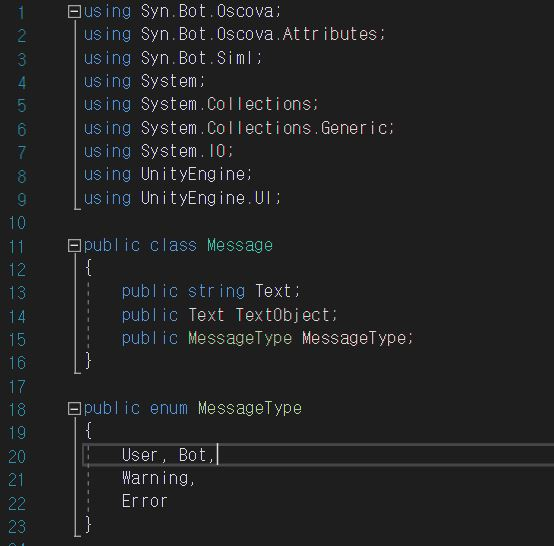 1 using Syn.Bot.Oscova;
2 using Syn.Bot.Oscova.Attributes;
3 using Syn.Bot.Siml;
4 using System;
5 using System.Collections;
6 using System.Collections.Generic;
7 using System.IO;
8 using UnityEngine;
9 using UnityEngine.UI;
10
11 public class Message
12 {
13 public string Text;
14 public Text TextObject;
15 public MessageType MessageType;
16 }
17
18 public enum MessageType
19 {
20 User, Bot,
21 Warning,
22 Error
23 }